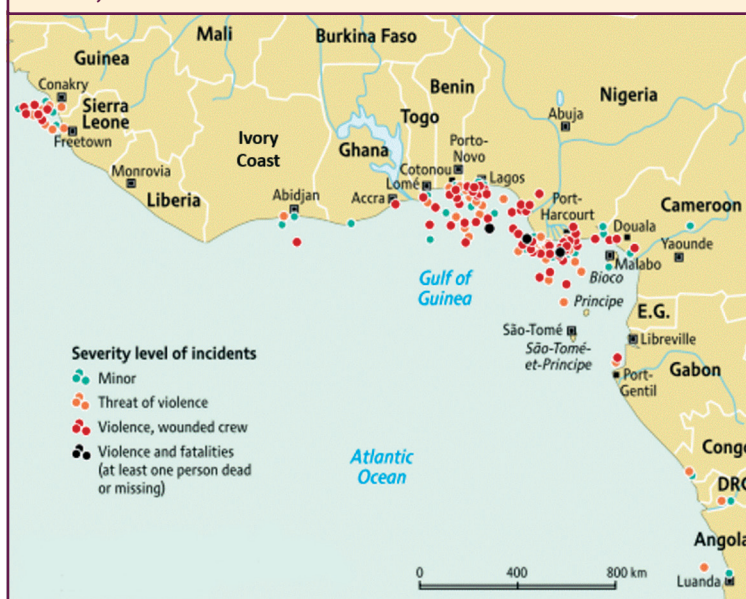 Mali
Burkina Faso
Guinea
Benin
Nigeria
Conakry
Sierra
Leone
Togo
Abuja
Freetown
Ivory
Coast
Ghana
Porto-
Novo
Cotonou
Lagos
Monrovia
Lomé
Liberia
Abidjan
Accra
Port-
Harcourt
Cameroon
Douala
Yaounde
Malabo
Bioco
Gulf of
Guinea
Principe
E.G.
São-Tomé
São-Tomé-
et-Principe
Libreville
Gabon
Port-
Gentil
Severity level of incidents
Minor
Threat of violence
Violence, wounded crew
Violence and fatalities
(at least one person dead
or missing)
Atlantic
Ocean
Cong
DRC
Angola
Luanda
0 400 800 km